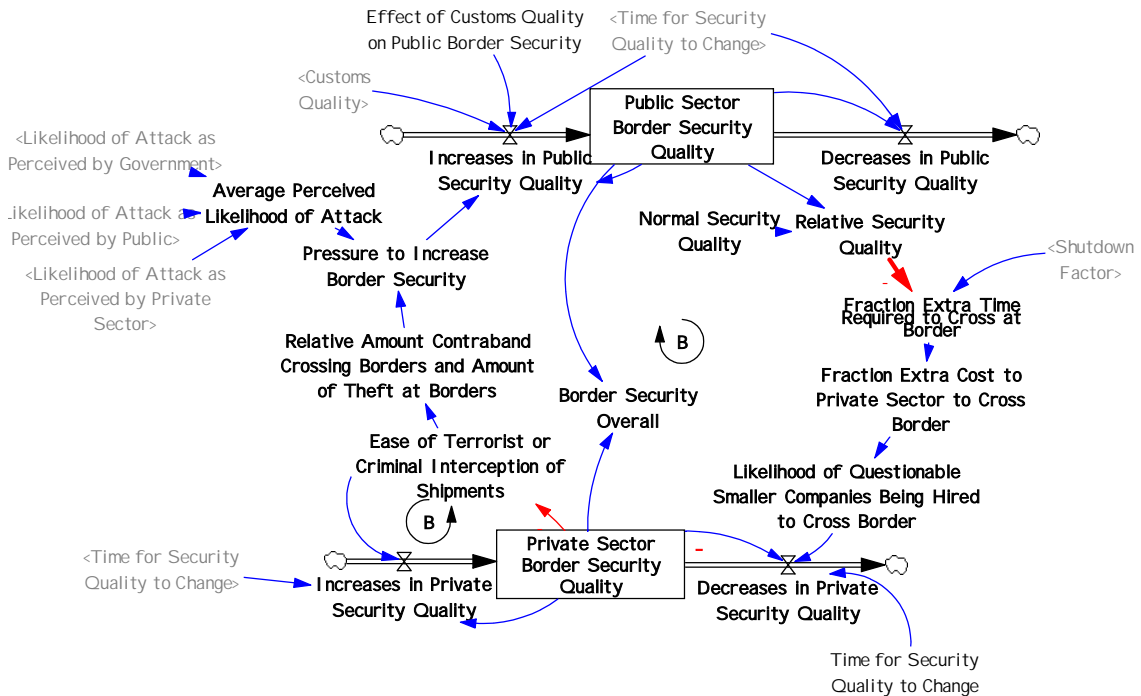 Effect of Customs Quality
on Public Border Security
<Time for Security
Quality to Change>
<Customs
Quality>
Public Sector
Border Security
Quality
<Likelihood of Attack as
Perceived by Government>
Increases in Public
Security Quality
Decreases in Public
Security Quality
Average Perceived
Likelihood of Attack
Likelihood of Attack as
Perceived by Public>
Normal Security
Quality
Relative Security
Quality
<Shutdown
Factor>
Pressure to Increase
Border Security
<Likelihood of Attack as
Perceived by Private
Sector>
-
Fraction Extra Time
Required to Cross at
Border
B
Relative Amount Contraband
Crossing Borders and Amount
of Theft at Borders
Border Security
Overall
Fraction Extra Cost to
Private Sector to Cross
Border
Ease of Terrorist or
Criminal Interception of
Shipments
Likelihood of Questionable
Smaller Companies Being Hired
to Cross Border
B
Private Sector
Border Security
Quality
-
<Time for Security
Quality to Change>
Increases in Private
Security Quality
Decreases in Private
Security Quality
Time for Security
Quality to Change